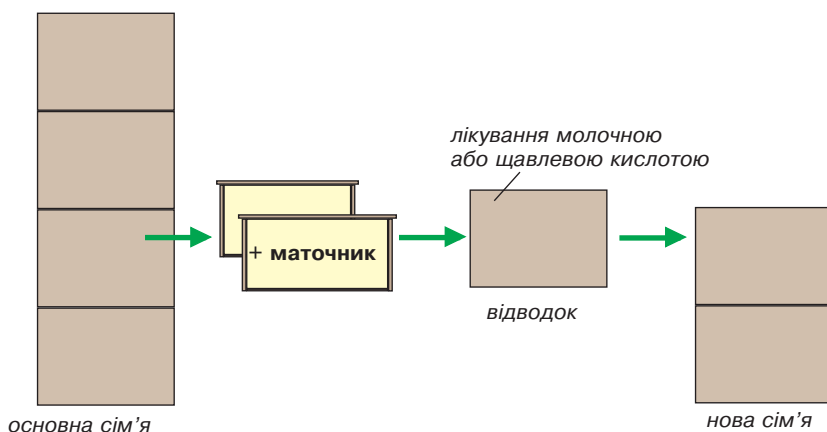 лікування молочною
або щавлевою кислотою
+ маточник
відводок
основна сім’я
нова сім’я